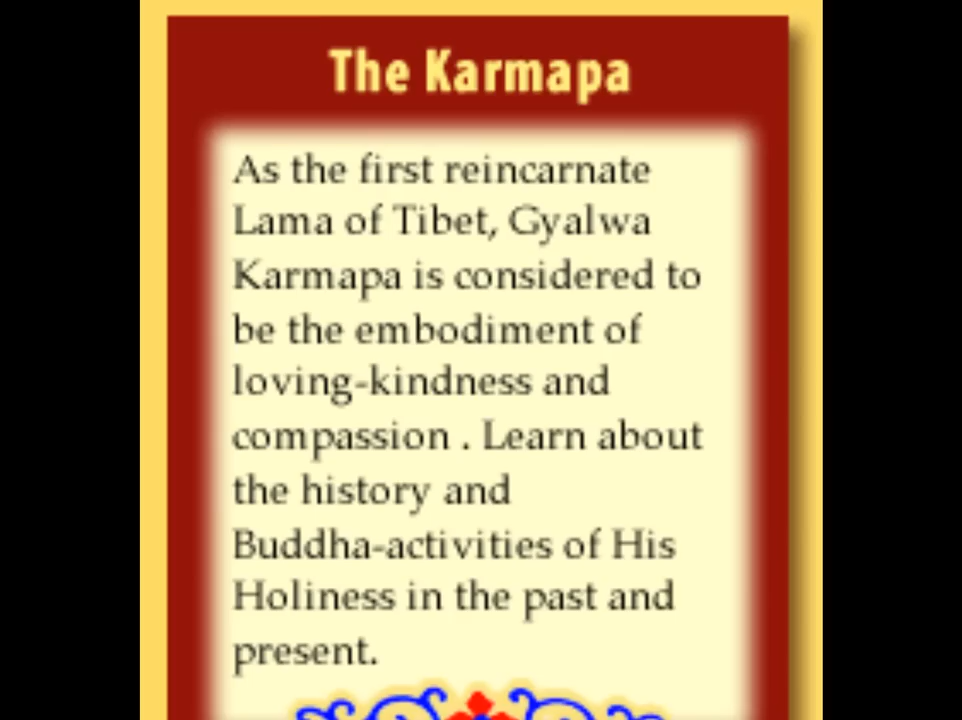 The Karmapa
As the first reincarnate
Lama of Tibet, Gyalwa
Karmapa is considered to
be the embodiment of
loving-kindness and
compassion . Learn about
the history and
Buddha-activities of His
Holiness in the past and
present.